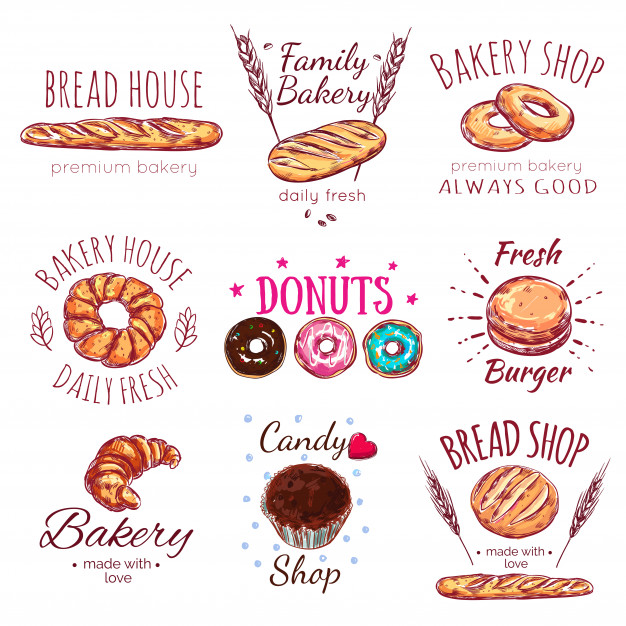 BREAD HOUSE
premium bakery
Family
Bakery
daily fresh
BAKERY SHOP
premium bakery
ALWAYS GOOD
BAKERY HOUSE
DAILY FRESH
DONUTS
Fresh
Burger
Bakery
made with
love
Candy
Shop
BREAD SHOP
made with
love